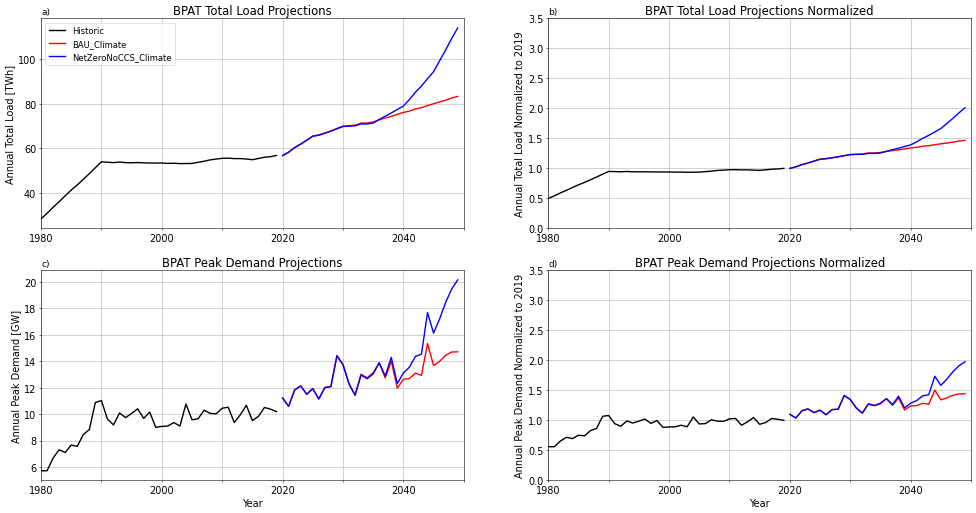 a)
BPAT Total Load Projections
Historic
BAU_Climate
NetZeroNoCCS_Climate
Annual Total Load [TWh]
100
80
60
40
1980
2000
2020
2040
b)
BPAT Total Load Projections Normalized
Annual Total Load Normalized to 2019
3.5
3.0
2.5
2.0
1.5
1.0
0.5
0.0
1980
2000
2020
2040
c)
BPAT Peak Demand Projections
Annual Peak Demand [GW]
20
18
16
14
12
10
8
6
1980
2000
2020
2040
Year
d)
BPAT Peak Demand Projections Normalized
Annual Peak Demand Normalized to 2019
3.5
3.0
2.5
2.0
1.5
1.0
0.5
0.0
1980
2000
2020
2040
Year